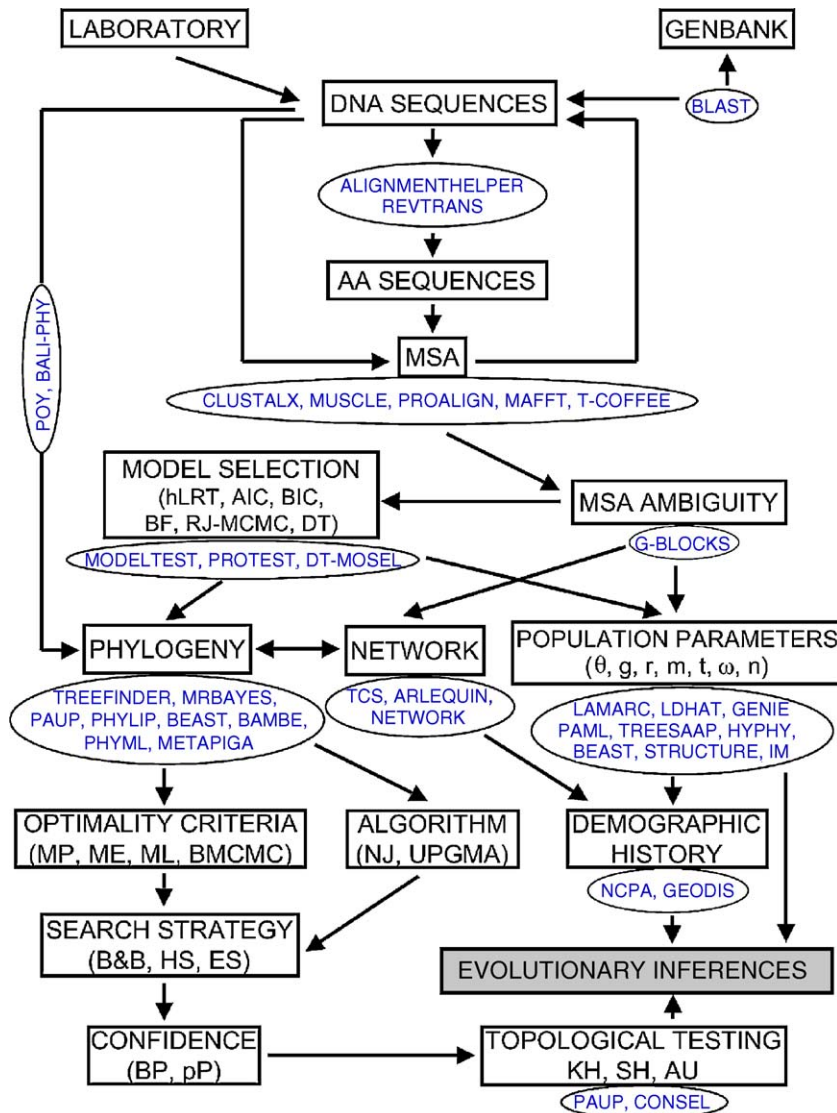 LABORATORY
GENBANK
DNA SEQUENCES
BLAST
ALIGNMENTHELPER
REVTRANS
AA SEQUENCES
MSA
POY, BALI-PHY
CLUSTALX, MUSCLE, PROALIGN, MAFFT, T-COFFEE
MODEL SELECTION
(hLRT, AIC, BIC,
BF, RJ-MCMC, DT)
MSA AMBIGUITY
MODELTEST, PROTEST, DT-MOSEL
G-BLOCKS
PHYLOGENY
NETWORK
POPULATION PARAMETERS
(θ, g, r, m, t, ω, n)
TREEFINDER, MRBAYES,
PAUP, PHYLIP, BEAST, BAMBE,
PHYML, METAPIGA
TCS, ARLEQUIN,
NETWORK
LAMARC, LDHAT, GENIE
PAML, TREESAAP, HYPHY,
BEAST, STRUCTURE, IM
OPTIMALITY CRITERIA
(MP, ME, ML, BMCMC)
ALGORITHM
(NJ, UPGMA)
DEMOGRAPHIC
HISTORY
NCPA, GEODIS
SEARCH STRATEGY
(B&B, HS, ES)
EVOLUTIONARY INFERENCES
CONFIDENCE
(BP, pP)
TOPOLOGICAL TESTING
KH, SH, AU
PAUP, CONSEL